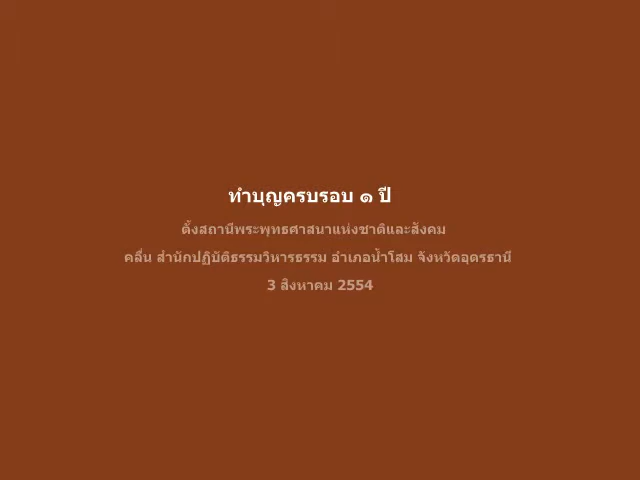 ทำบุญครบรอบ ๑ ปี
ตั้งสถานีพระพุทธศาสนาแห่งชาติและสังคม
คลื่น สำนักปฏิบัติธรรมวิหารธรรม อำเภอน้ำโสม จังหวัดอุดรธานี
3 สิงหาคม 2554